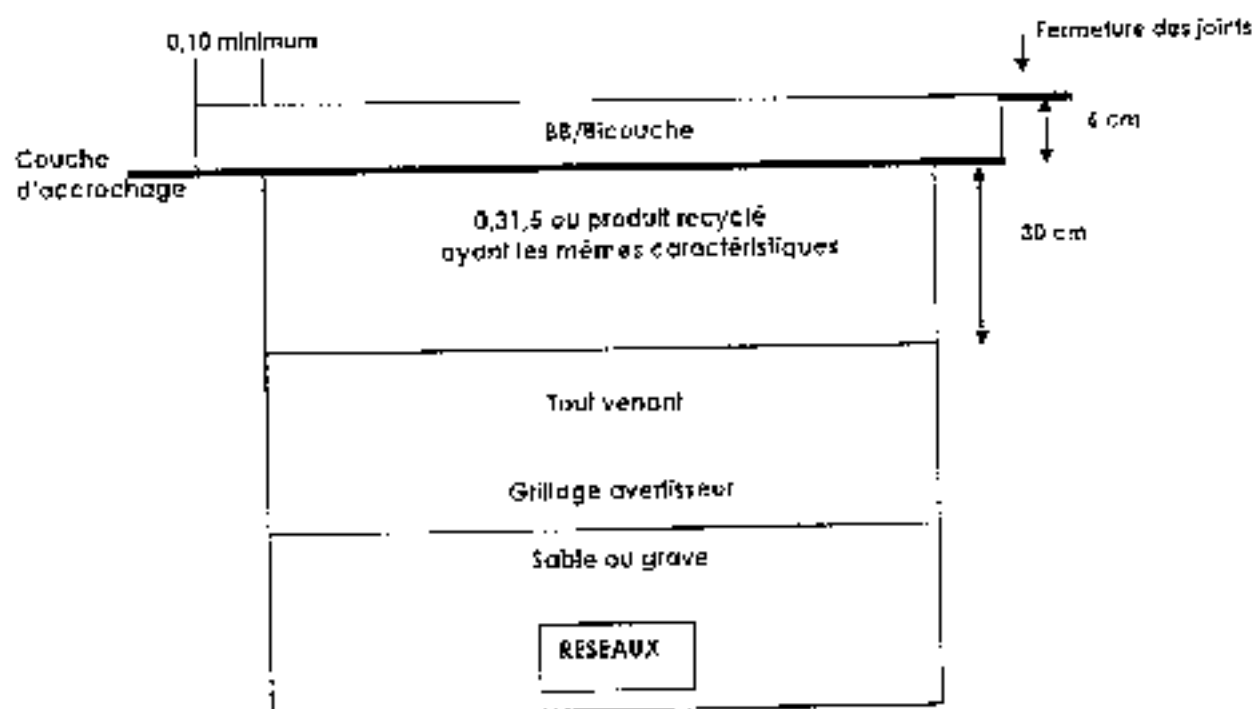 0,10 minimum
Fermeture des joints
BB/Bicouche
6 cm
Couche
d'accrochage
0,31,5 ou produit recyclé
ayant les mêmes caractéristiques
30 cm
Tout venant
Grillage avertisseur
Sable ou grave
RESEAUX